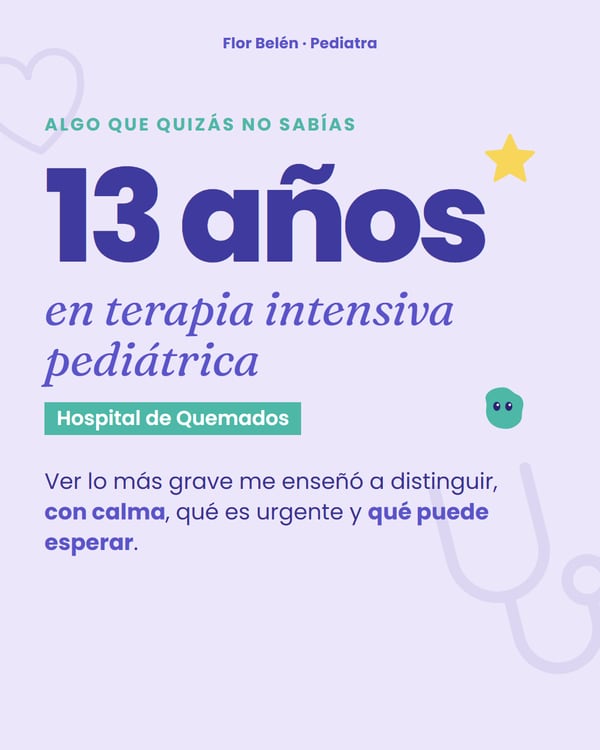 Flor Belén · Pediatra
ALGO QUE QUIZÁS NO SABÍAS
13 años
en terapia intensiva
pediátrica
Hospital de Quemados
Ver lo más grave me enseñó a distinguir,
con calma, qué es urgente y qué puede
esperar.